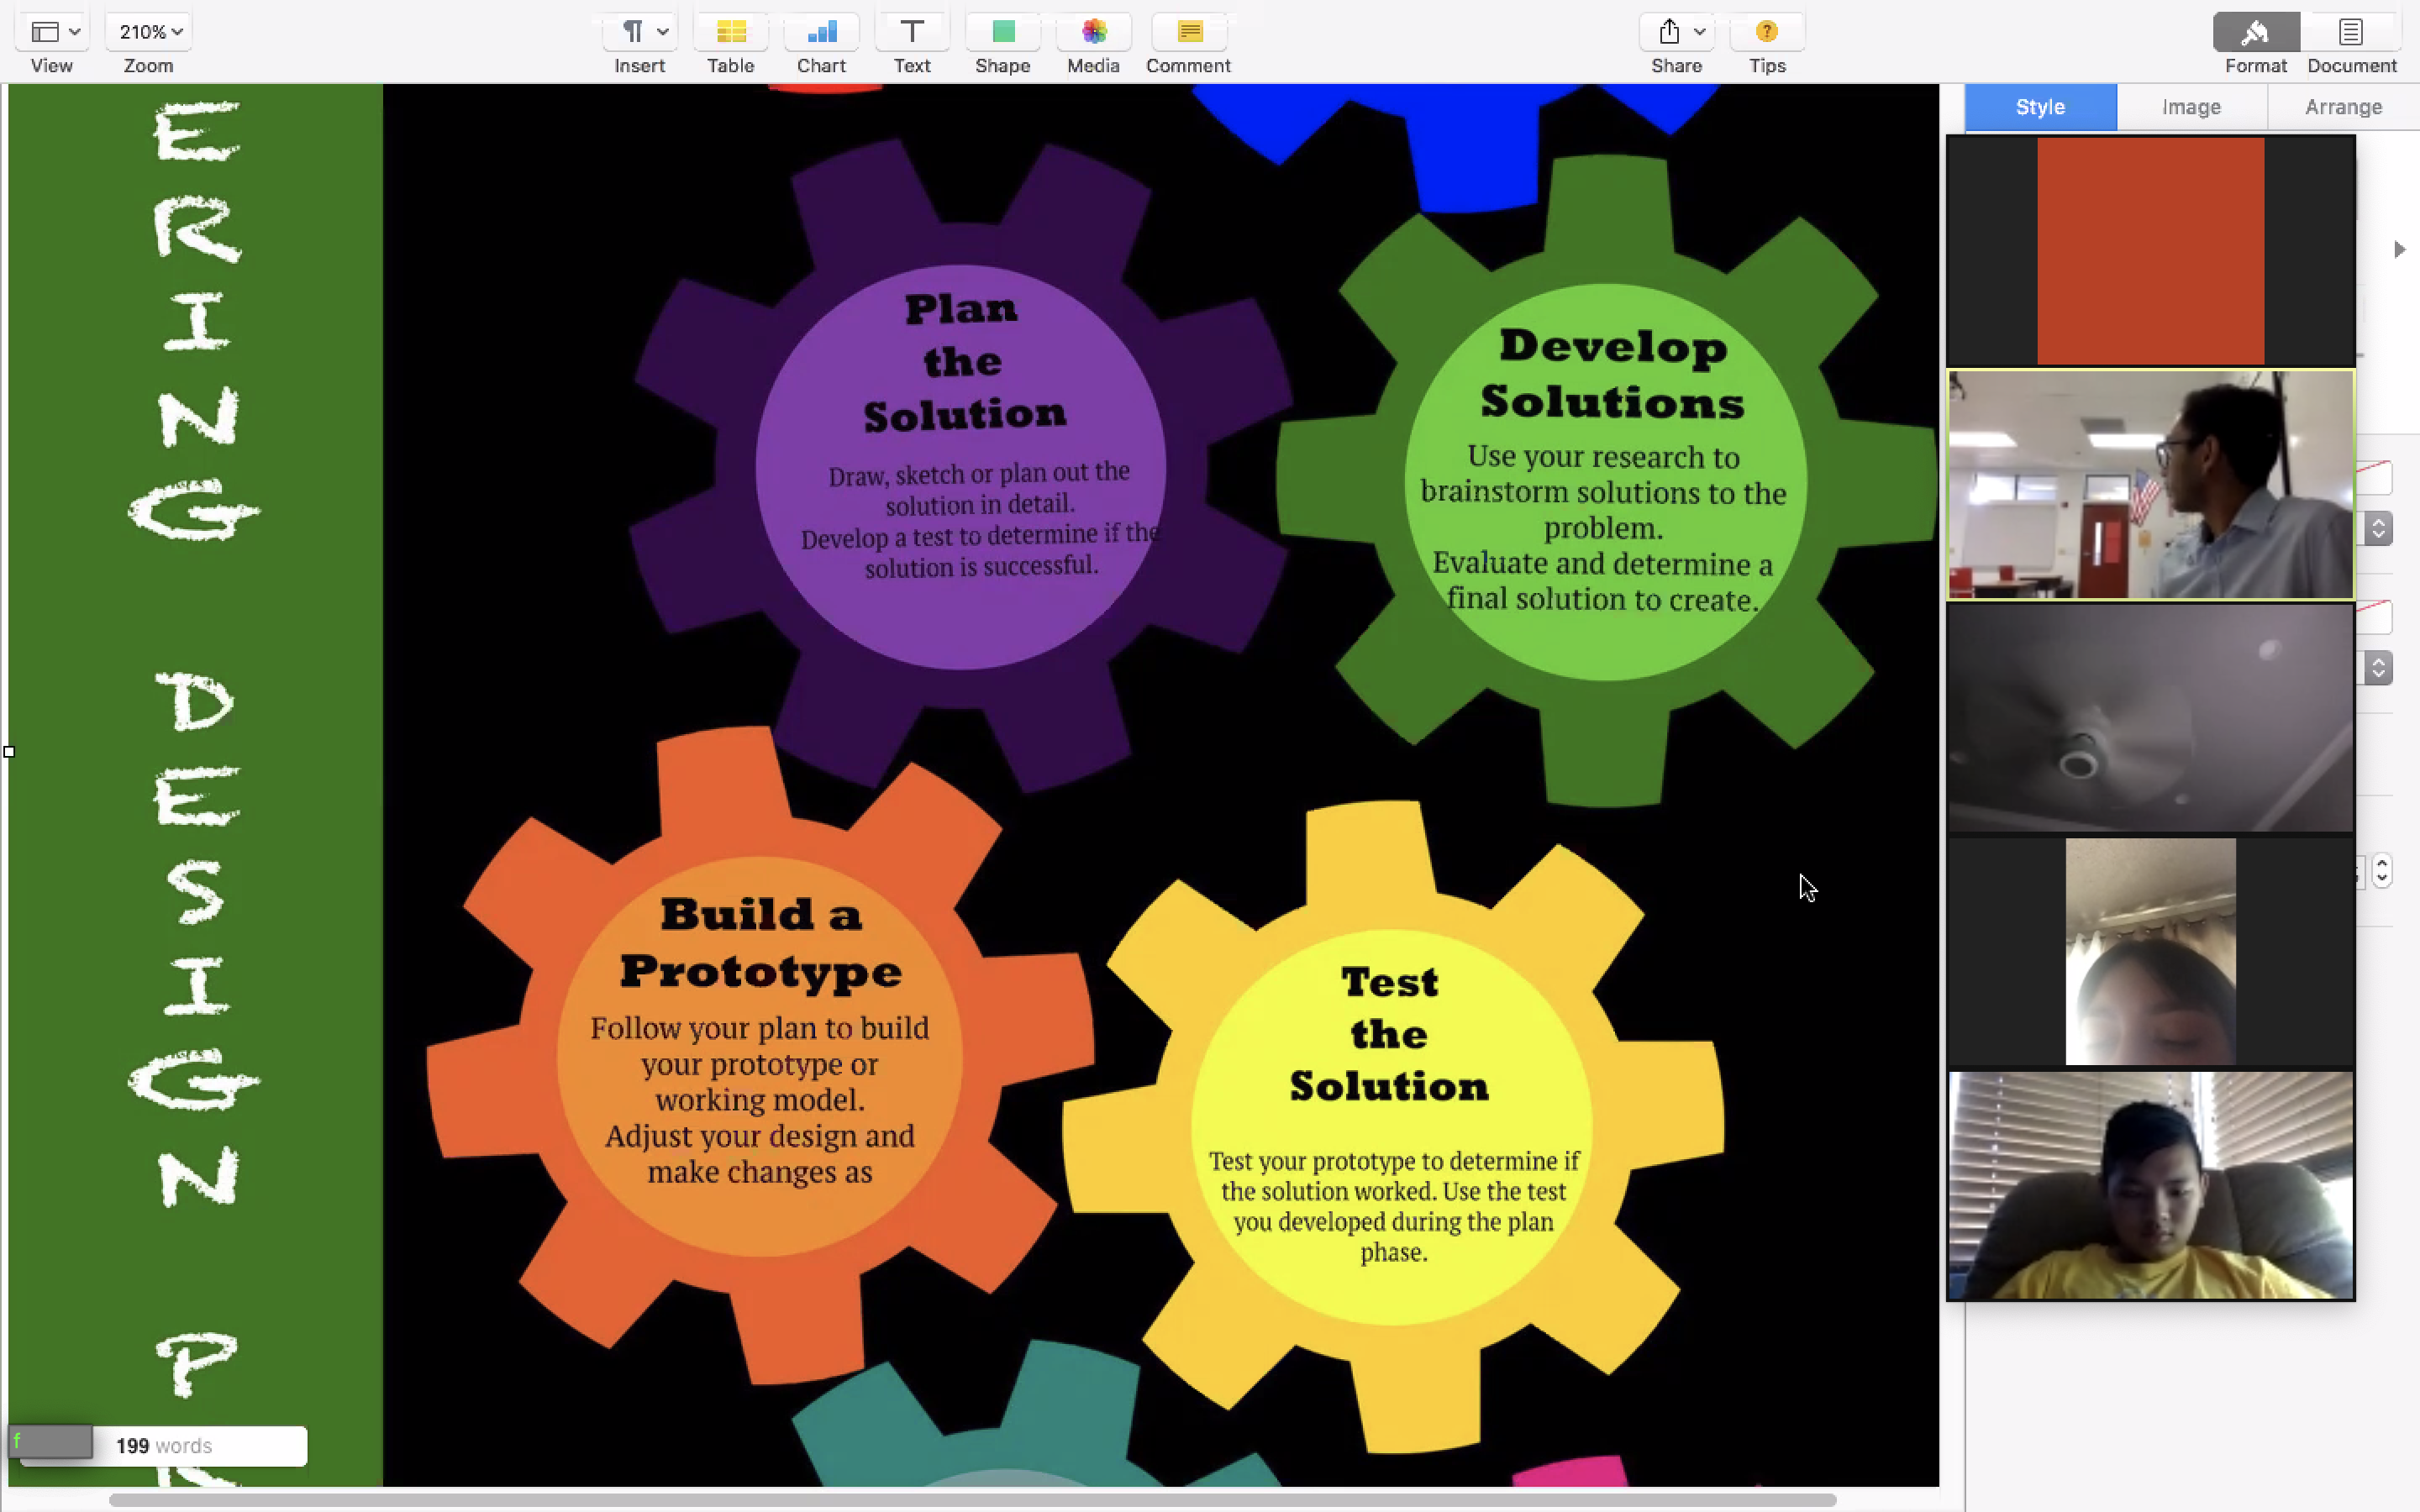 210%
View
Zoom
Insert
Table
Chart
Text
Shape
Media
Comment
Share
Tips
Format
Document
Style
Image
Arrange
E
R
I
N
G
D
E
S
I
G
N
P
Plan
the
Solution
Draw, sketch or plan out the
solution in detail.
Develop a test to determine if the
solution is successful.
Develop
Solutions
Use your research to
brainstorm solutions to the
problem.
Evaluate and determine a
final solution to create.
Build a
Prototype
Follow your plan to build
your prototype or
working model.
Adjust your design and
make changes as
Test
the
Solution
Test your prototype to determine if
the solution worked. Use the test
you developed during the plan
phase.
f
199 words